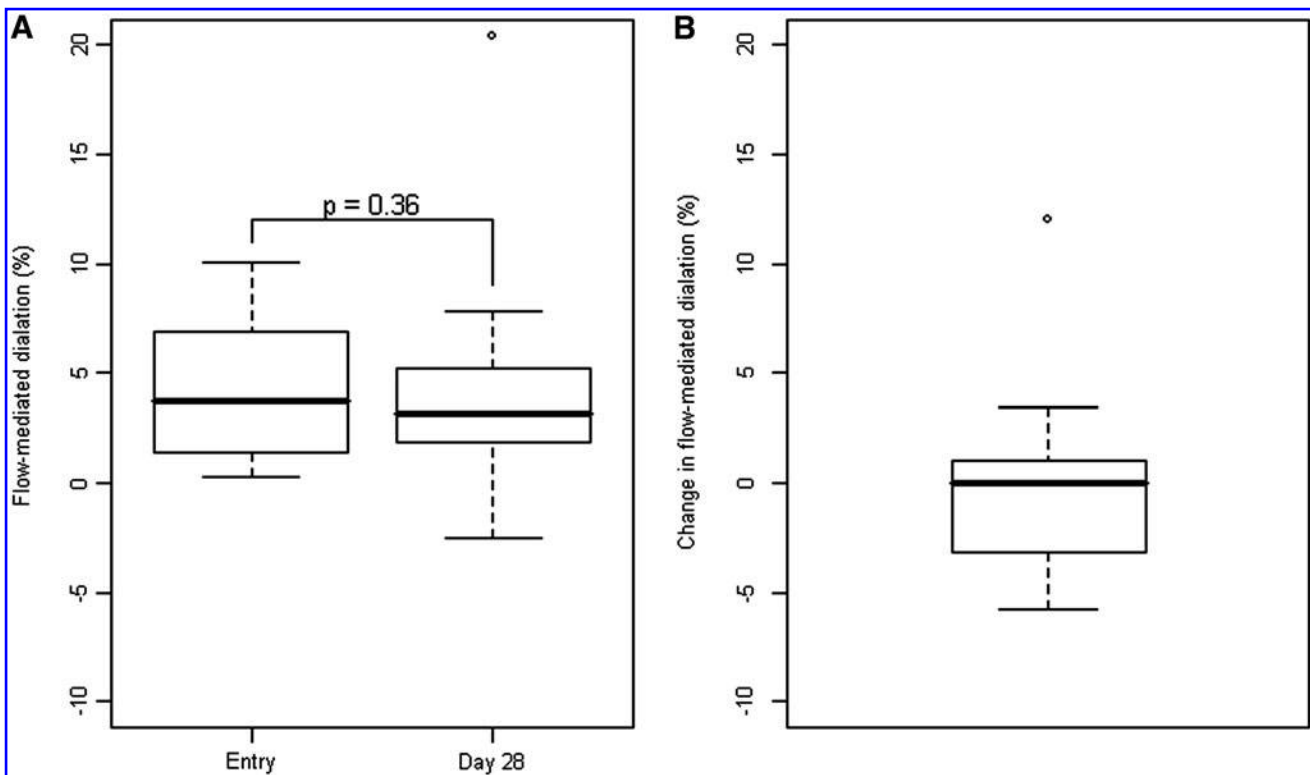 A
Flow-mediated dialation (%)
20
15
10
5
0
-5
-10
p = 0.36
Entry
Day 28
B
Change in flow-mediated dialation (%)
20
15
10
5
0
-5
-10